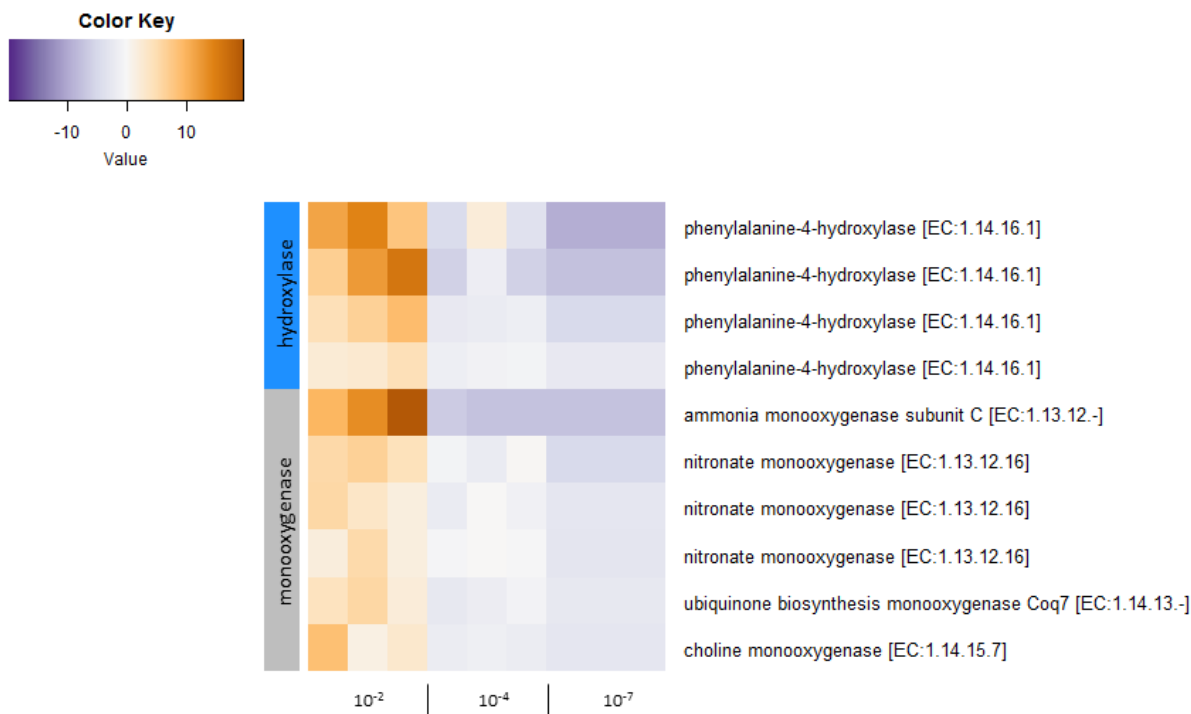 Color Key
-10 0 10
Value
hydroxylase
phenylalanine-4-hydroxylase [EC:1.14.16.1]
phenylalanine-4-hydroxylase [EC:1.14.16.1]
phenylalanine-4-hydroxylase [EC:1.14.16.1]
phenylalanine-4-hydroxylase [EC:1.14.16.1]
monooxygenase
ammonia monooxygenase subunit C [EC:1.13.12.-]
nitronate monooxygenase [EC:1.13.12.16]
nitronate monooxygenase [EC:1.13.12.16]
nitronate monooxygenase [EC:1.13.12.16]
ubiquinone biosynthesis monooxygenase Coq7 [EC:1.14.13.-]
choline monooxygenase [EC:1.14.15.7]
10⁻² | 10⁻⁴ | 10⁻⁷